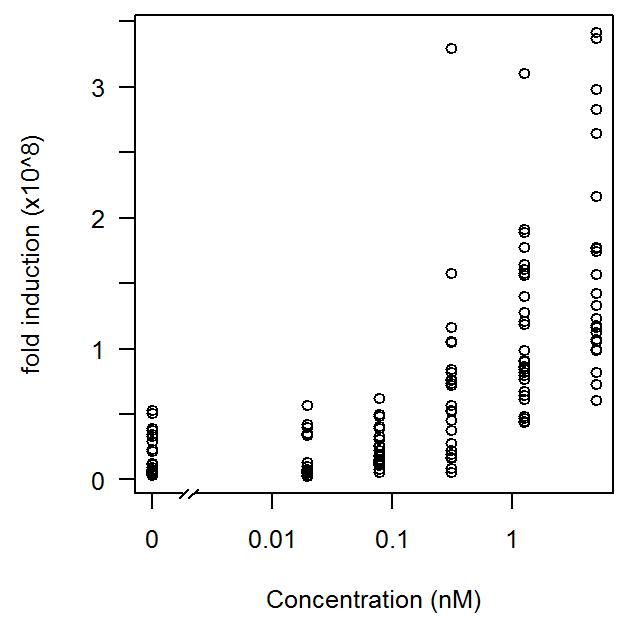 fold induction (x10^8)
3
2
1
0
0 0.01 0.1 1
Concentration (nM)